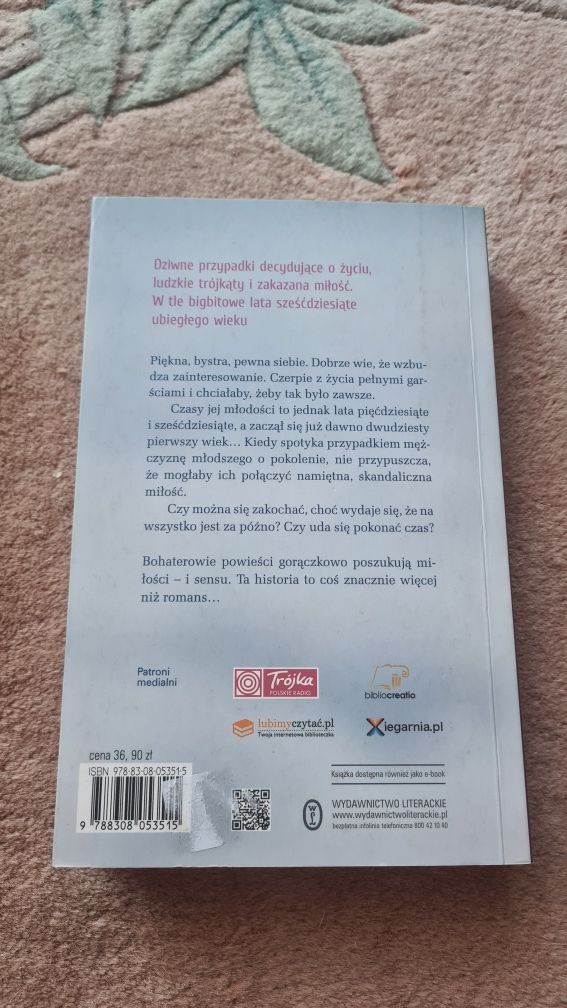 Dziwne przypadki decydujące o życiu,
ludzkie trójkąty i zakazana miłość.
W tle bigbitowe lata sześćdziesiąte
ubiegłego wieku
Piękna, bystra, pewna siebie. Dobrze wie, że wzbu-
dza zainteresowanie. Czerpie z życia pełnymi gar-
ściami i chciałaby, żeby tak było zawsze.
Czasy jej młodości to jednak lata pięćdziesiąte
i sześćdziesiąte, a zaczął się już dawno dwudziesty
pierwszy wiek... Kiedy spotyka przypadkiem męż-
czyznę młodszego o pokolenie, nie przypuszcza,
że mogłaby ich połączyć namiętna, skandaliczna
miłość.
Czy można się zakochać, choć wydaje się, że na
wszystko jest za późno? Czy uda się pokonać czas?
Bohaterowie powieści gorączkowo poszukują mi-
łości – i sensu. Ta historia to coś znacznie więcej
niż romans...
Patroni
medialni
Trójka
POLSKIE RADIO
bibliocreatio
lubimyczytać.pl
Twoja internetowa biblioteczka
Xiegarnia.pl
cena 36, 90 zł
ISBN 978-83-08-05351-5
9 788308 053515
Książka dostępna również jako e-book
WYDAWNICTWO LITERACKIE
www.wydawnictwoliterackie.pl
bezpłatna infolinia telefoniczna 800 42 10 40